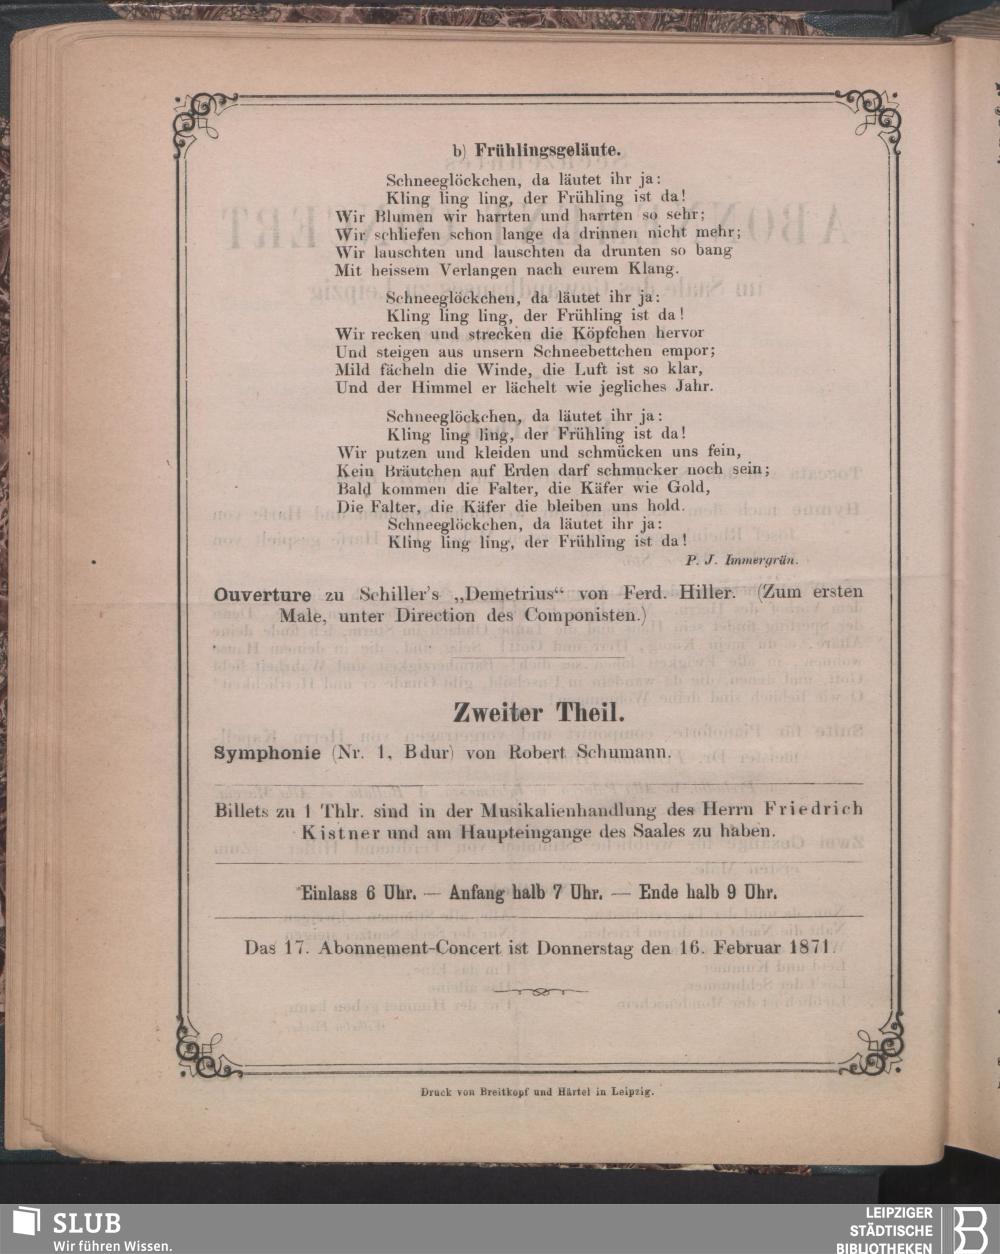 b) Frühlingsgeläute.
Schneeglöckchen, da läutet ihr ja:
Kling ling ling, der Frühling ist da!
Wir Blumen wir harrten und harrten so sehr;
Wir schliefen schon lange da drinnen nicht mehr;
Wir lauschten und lauschten da drunten so bang
Mit heissem Verlangen nach eurem Klang.
Schneeglöckchen, da läutet ihr ja:
Kling ling ling, der Frühling ist da!
Wir recken und strecken die Köpfchen hervor
Und steigen aus unsern Schneebettchen empor;
Mild fächeln die Winde, die Luft ist so klar,
Und der Himmel er lächelt wie jegliches Jahr.
Schneeglöckchen, da läutet ihr ja:
Kling ling ling, der Frühling ist da!
Wir putzen und kleiden und schmücken uns fein,
Kein Bräutchen auf Erden darf schmucker noch sein;
Bald kommen die Falter, die Käfer wie Gold,
Die Falter, die Käfer die bleiben uns hold.
Schneeglöckchen, da läutet ihr ja:
Kling ling ling, der Frühling ist da!
P. J. Immergrün.
Ouverture zu Schiller's „Demetrius“ von Ferd. Hiller. (Zum ersten
Male, unter Direction des Componisten.)
Zweiter Theil.
Symphonie (Nr. 1, Bdur) von Robert Schumann.
Billets zu 1 Thlr. sind in der Musikalienhandlung des Herrn Friedrich
Kistner und am Haupteingange des Saales zu haben.
Einlass 6 Uhr. — Anfang halb 7 Uhr. — Ende halb 9 Uhr.
Das 17. Abonnement-Concert ist Donnerstag den 16. Februar 1871.
Druck von Breitkopf und Härtel in Leipzig.
SLUB
Wir führen Wissen.
LEIPZIGER
STÄDTISCHE
BIBLIOTHEKEN